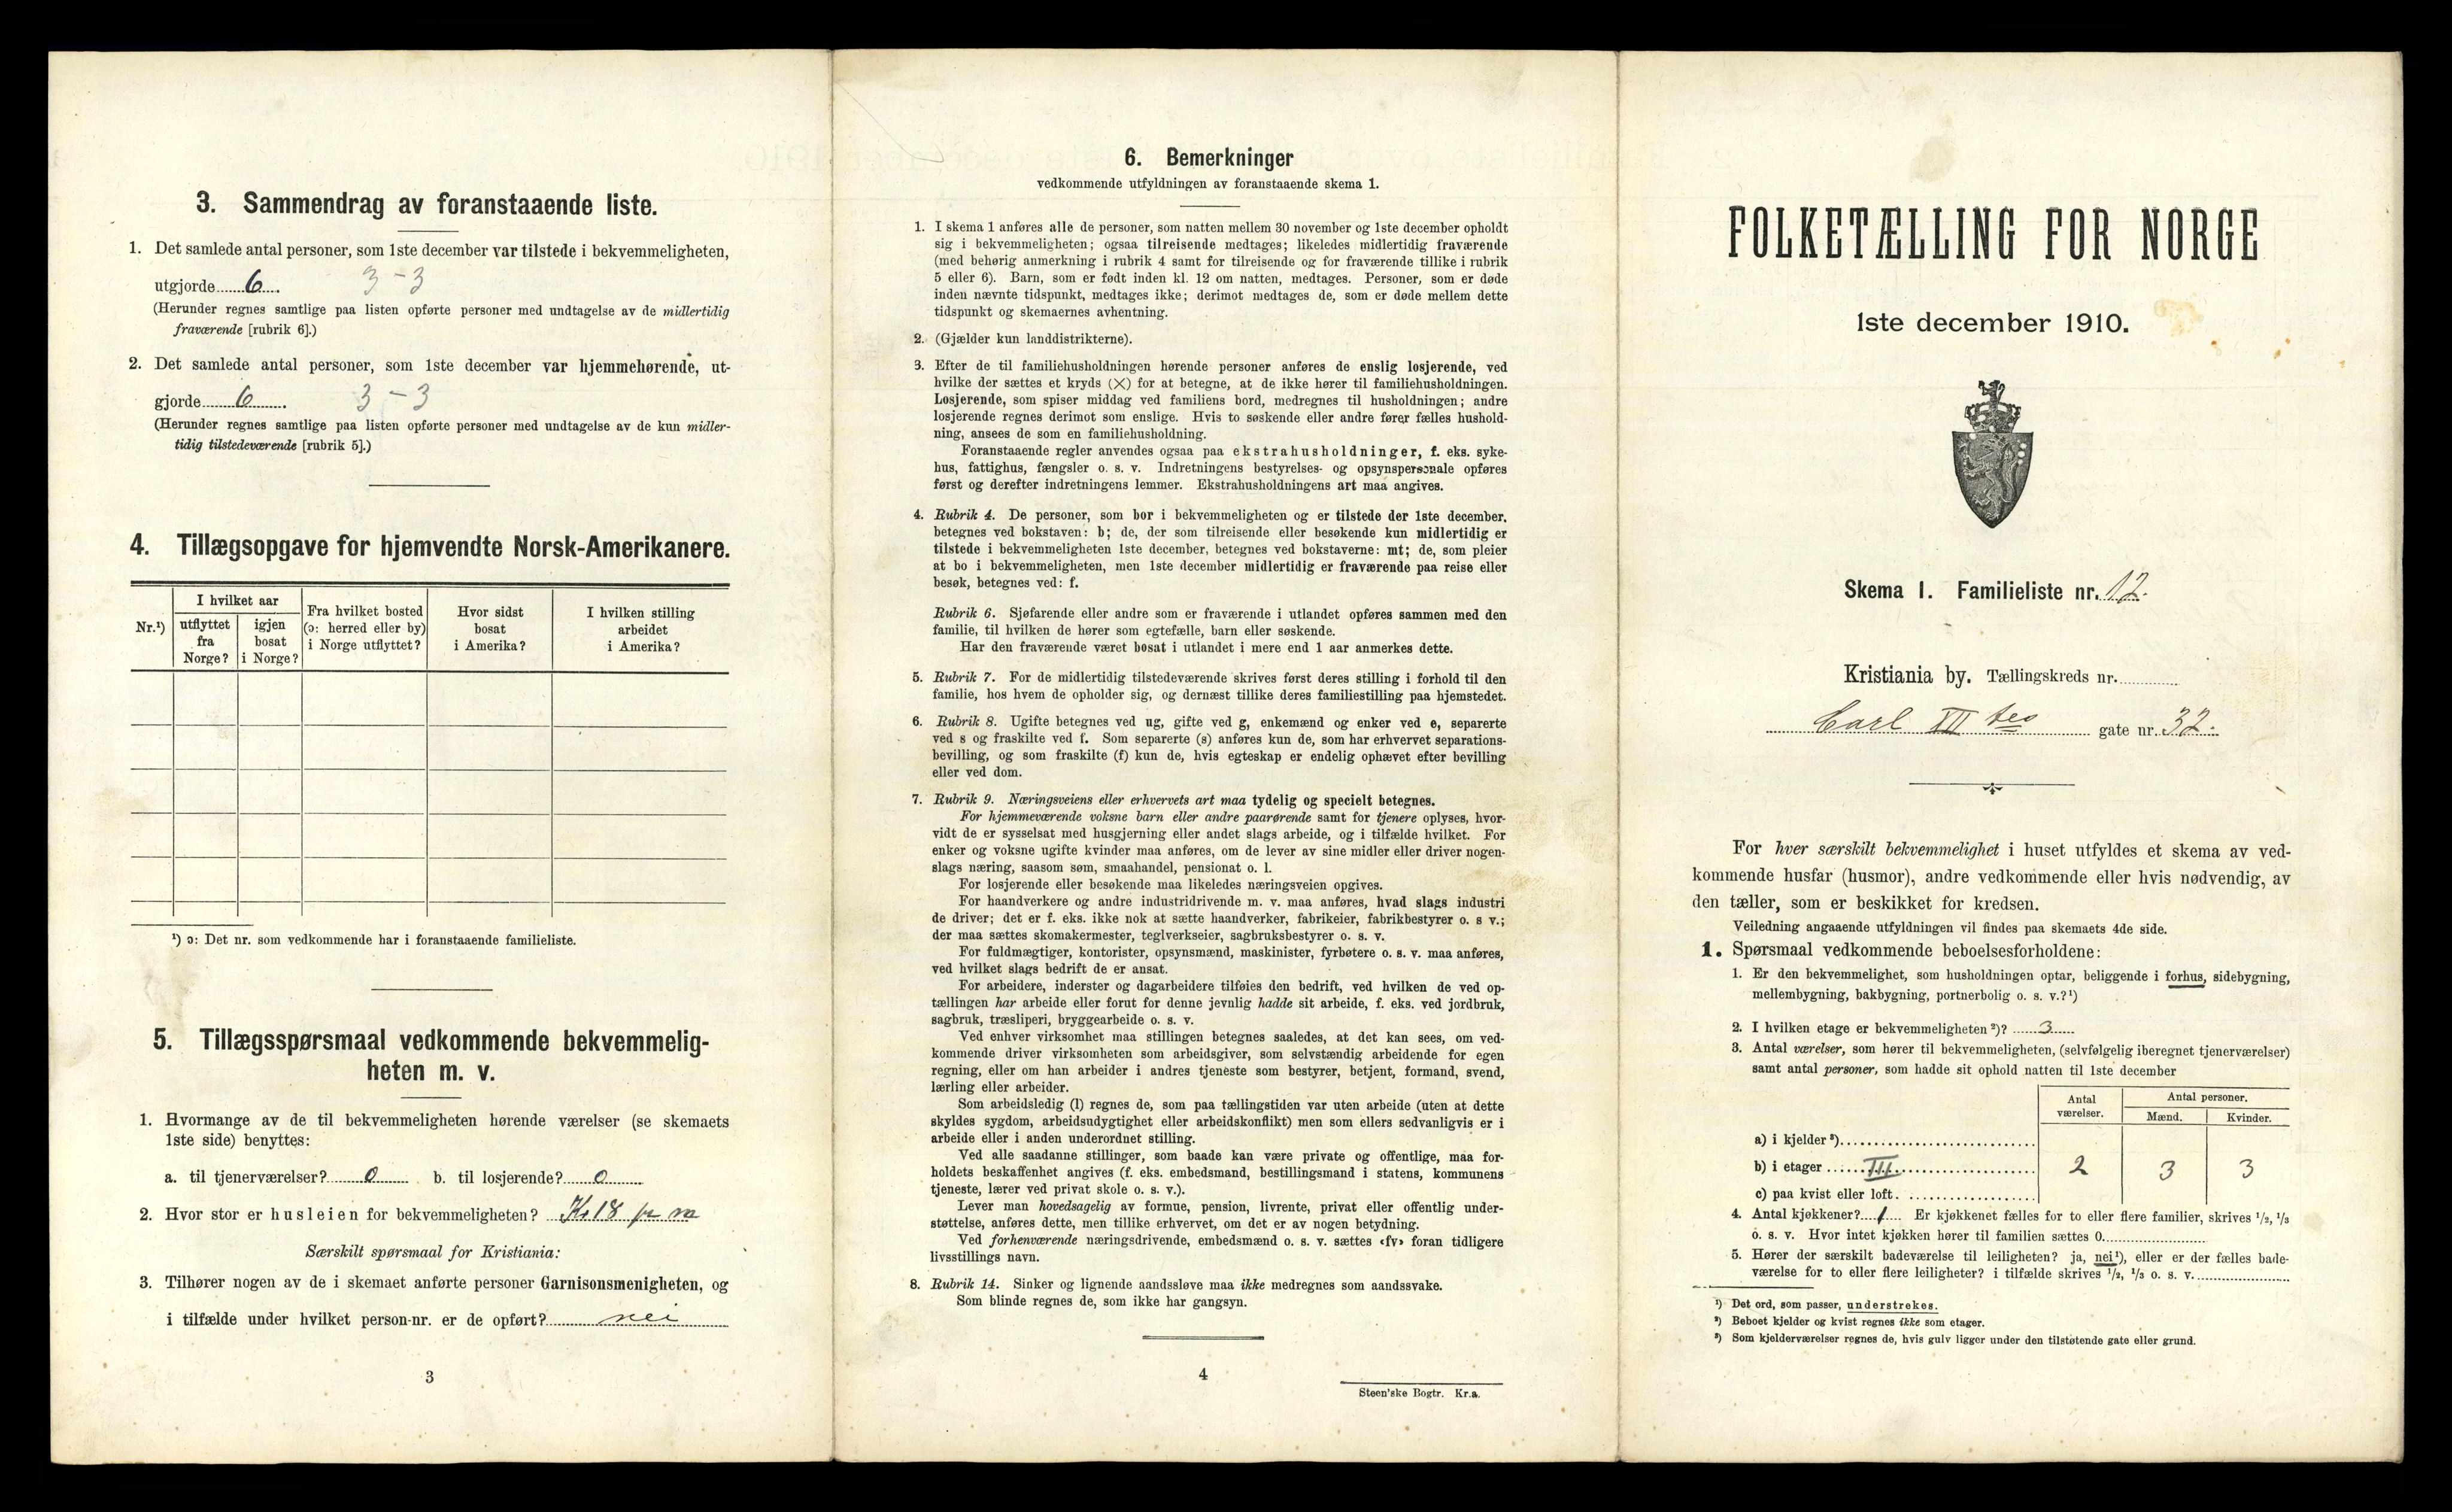 3. Sammendrag av foranstaaende liste.
1. Det samlede antal personer, som 1ste december var tilstede i bekvemmeligheten,
utgjorde 6. 3 - 3
(Herunder regnes samtlige paa listen opførte personer med undtagelse av de midlertidig
fraværende [rubrik 6].)
2. Det samlede antal personer, som 1ste december var hjemmehørende, ut-
gjorde 6. 3 - 3
(Herunder regnes samtlige paa listen opførte personer med undtagelse av de kun midler-
tidig tilstedeværende [rubrik 5].)
4. Tillægsopgave for hjemvendte Norsk-Amerikanere.
Nr.¹)
I hvilket aar
utflyttet
fra
Norge?
igjen
bosat
i Norge?
Fra hvilket bosted
(ɔ: herred eller by)
i Norge utflyttet?
Hvor sidst
bosat
i Amerika?
I hvilken stilling
arbeidet
i Amerika?
¹) ɔ: Det nr. som vedkommende har i foranstaaende familieliste.
5. Tillægsspørsmaal vedkommende bekvemmelig-
heten m. v.
1. Hvormange av de til bekvemmeligheten hørende værelser (se skemaets
1ste side) benyttes:
a. til tjenerværelser? 0 b. til losjerende? 0
2. Hvor stor er husleien for bekvemmeligheten? Kr 18 pr m
Særskilt spørsmaal for Kristiania:
3. Tilhører nogen av de i skemaet anførte personer Garnisonsmenigheten, og
i tilfælde under hvilket person-nr. er de opført? nei
3
6. Bemerkninger
vedkommende utfyldningen av foranstaaende skema 1.
1. I skema 1 anføres alle de personer, som natten mellem 30 november og 1ste december opholdt
sig i bekvemmeligheten; ogsaa tilreisende medtages; likeledes midlertidig fraværende
(med behørig anmerkning i rubrik 4 samt for tilreisende og for fraværende tillike i rubrik
5 eller 6). Barn, som er født inden kl. 12 om natten, medtages. Personer, som er døde
inden nævnte tidspunkt, medtages ikke; derimot medtages de, som er døde mellem dette
tidspunkt og skemaernes avhentning.
2. (Gjælder kun landdistrikterne).
3. Efter de til familiehusholdningen hørende personer anføres de enslig losjerende, ved
hvilke der sættes et kryds (×) for at betegne, at de ikke hører til familiehusholdningen.
Losjerende, som spiser middag ved familiens bord, medregnes til husholdningen; andre
losjerende regnes derimot som enslige. Hvis to søskende eller andre fører fælles hushold-
ning, ansees de som en familiehusholdning.
Foranstaaende regler anvendes ogsaa paa ekstrahusholdninger, f. eks. syke-
hus, fattighus, fængsler o. s. v. Indretningens bestyrelses- og opsynspersonale opføres
først og derefter indretningens lemmer. Ekstrahusholdningens art maa angives.
4. Rubrik 4. De personer, som bor i bekvemmeligheten og er tilstede der 1ste december,
betegnes ved bokstaven: b; de, der som tilreisende eller besøkende kun midlertidig er
tilstede i bekvemmeligheten 1ste december, betegnes ved bokstaverne: mt; de, som pleier
at bo i bekvemmeligheten, men 1ste december midlertidig er fraværende paa reise eller
besøk, betegnes ved: f.
Rubrik 6. Sjøfarende eller andre som er fraværende i utlandet opføres sammen med den
familie, til hvilken de hører som egtefælle, barn eller søskende.
Har den fraværende været bosat i utlandet i mere end 1 aar anmerkes dette.
5. Rubrik 7. For de midlertidig tilstedeværende skrives først deres stilling i forhold til den
familie, hos hvem de opholder sig, og dernæst tillike deres familiestilling paa hjemstedet.
6. Rubrik 8. Ugifte betegnes ved ug, gifte ved g, enkemænd og enker ved e, separerte
ved s og fraskilte ved f. Som separerte (s) anføres kun de, som har erhvervet separations-
bevilling, og som fraskilte (f) kun de, hvis egteskap er endelig ophævet efter bevilling
eller ved dom.
7. Rubrik 9. Næringsveiens eller erhvervets art maa tydelig og specielt betegnes.
For hjemmeværende voksne barn eller andre paarørende samt for tjenere oplyses, hvor-
vidt de er sysselsat med husgjerning eller andet slags arbeide, og i tilfælde hvilket. For
enker og voksne ugifte kvinder maa anføres, om de lever av sine midler eller driver nogen-
slags næring, saasom søm, smaahandel, pensionat o. l.
For losjerende eller besøkende maa likeledes næringsveien opgives.
For haandverkere og andre industridrivende m. v. maa anføres, hvad slags industri
de driver; det er f. eks. ikke nok at sætte haandverker, fabrikeier, fabrikbestyrer o. s v.;
der maa sættes skomakermester, teglverkseier, sagbruksbestyrer o. s. v.
For fuldmægtiger, kontorister, opsynsmænd, maskinister, fyrbøtere o. s. v. maa anføres,
ved hvilket slags bedrift de er ansat.
For arbeidere, inderster og dagarbeidere tilføies den bedrift, ved hvilken de ved op-
tællingen har arbeide eller forut for denne jevnlig hadde sit arbeide, f. eks. ved jordbruk,
sagbruk, træsliperi, bryggearbeide o. s. v.
Ved enhver virksomhet maa stillingen betegnes saaledes, at det kan sees, om ved-
kommende driver virksomheten som arbeidsgiver, som selvstændig arbeidende for egen
regning, eller om han arbeider i andres tjeneste som bestyrer, betjent, formand, svend,
lærling eller arbeider.
Som arbeidsledig (l) regnes de, som paa tællingstiden var uten arbeide (uten at dette
skyldes sygdom, arbeidsudygtighet eller arbeidskonflikt) men som ellers sedvanligvis er i
arbeide eller i anden underordnet stilling.
Ved alle saadanne stillinger, som baade kan være private og offentlige, maa for-
holdets beskaffenhet angives (f. eks. embedsmand, bestillingsmand i statens, kommunens
tjeneste, lærer ved privat skole o. s. v.).
Lever man hovedsagelig av formue, pension, livrente, privat eller offentlig under-
støttelse, anføres dette, men tillike erhvervet, om det er av nogen betydning.
Ved forhenværende næringsdrivende, embedsmænd o. s. v. sættes «fv» foran tidligere
livsstillings navn.
8. Rubrik 14. Sinker og lignende aandssløve maa ikke medregnes som aandssvake.
Som blinde regnes de, som ikke har gangsyn.
4
Steen'ske Bogtr. Kr.a.
FOLKETÆLLING FOR NORGE
1ste december 1910.
Skema 1. Familieliste nr. 12.
Kristiania by. Tællingskreds nr.
Carl XII tes gate nr. 32.
For hver særskilt bekvemmelighet i huset utfyldes et skema av ved-
kommende husfar (husmor), andre vedkommende eller hvis nødvendig, av
den tæller, som er beskikket for kredsen.
Veiledning angaaende utfyldningen vil findes paa skemaets 4de side.
1. Spørsmaal vedkommende beboelsesforholdene:
1. Er den bekvemmelighet, som husholdningen optar, beliggende i forhus, sidebygning,
mellembygning, bakbygning, portnerbolig o. s. v.?¹)
2. I hvilken etage er bekvemmeligheten²)? 3
3. Antal værelser, som hører til bekvemmeligheten, (selvfølgelig iberegnet tjenerværelser)
samt antal personer, som hadde sit ophold natten til 1ste december
Antal
værelser.
Antal personer.
Mænd. Kvinder.
a) i kjelder³)
b) i etager III 2 3 3
c) paa kvist eller loft.
4. Antal kjøkkener? 1 Er kjøkkenet fælles for to eller flere familier, skrives ¹/₂, ¹/₃
o. s. v. Hvor intet kjøkken hører til familien sættes 0.
5. Hører der særskilt badeværelse til leiligheten? ja, nei¹), eller er der fælles bade-
værelse for to eller flere leiligheter? i tilfælde skrives ¹/₂, ¹/₃ o. s. v.
¹) Det ord, som passer, understrekes.
²) Beboet kjelder og kvist regnes ikke som etager.
³) Som kjelderværelser regnes de, hvis gulv ligger under den tilstøtende gate eller grund.